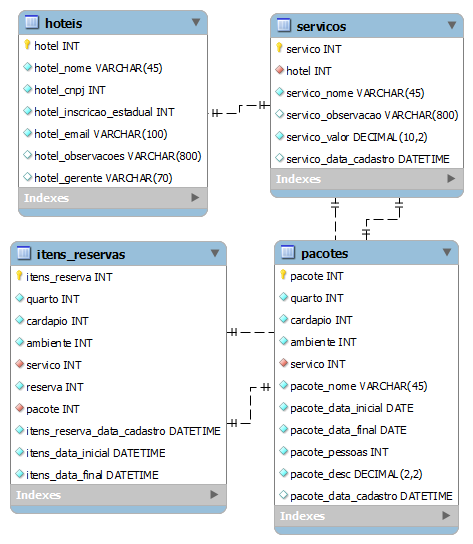 hoteis
hotel INT
hotel_nome VARCHAR(45)
hotel_cnpj INT
hotel_inscricao_estadual INT
hotel_email VARCHAR(100)
hotel_observacoes VARCHAR(800)
hotel_gerente VARCHAR(70)
Indexes
servicos
servico INT
hotel INT
servico_nome VARCHAR(45)
servico_observacao VARCHAR(800)
servico_valor DECIMAL(10,2)
servico_data_cadastro DATETIME
Indexes
itens_reservas
itens_reserva INT
quarto INT
cardapio INT
ambiente INT
servico INT
reserva INT
pacote INT
itens_reserva_data_cadastro DATETIME
itens_data_inicial DATETIME
itens_data_final DATETIME
Indexes
pacotes
pacote INT
quarto INT
cardapio INT
ambiente INT
servico INT
pacote_nome VARCHAR(45)
pacote_data_inicial DATE
pacote_data_final DATE
pacote_pessoas INT
pacote_desc DECIMAL(2,2)
pacote_data_cadastro DATETIME
Indexes